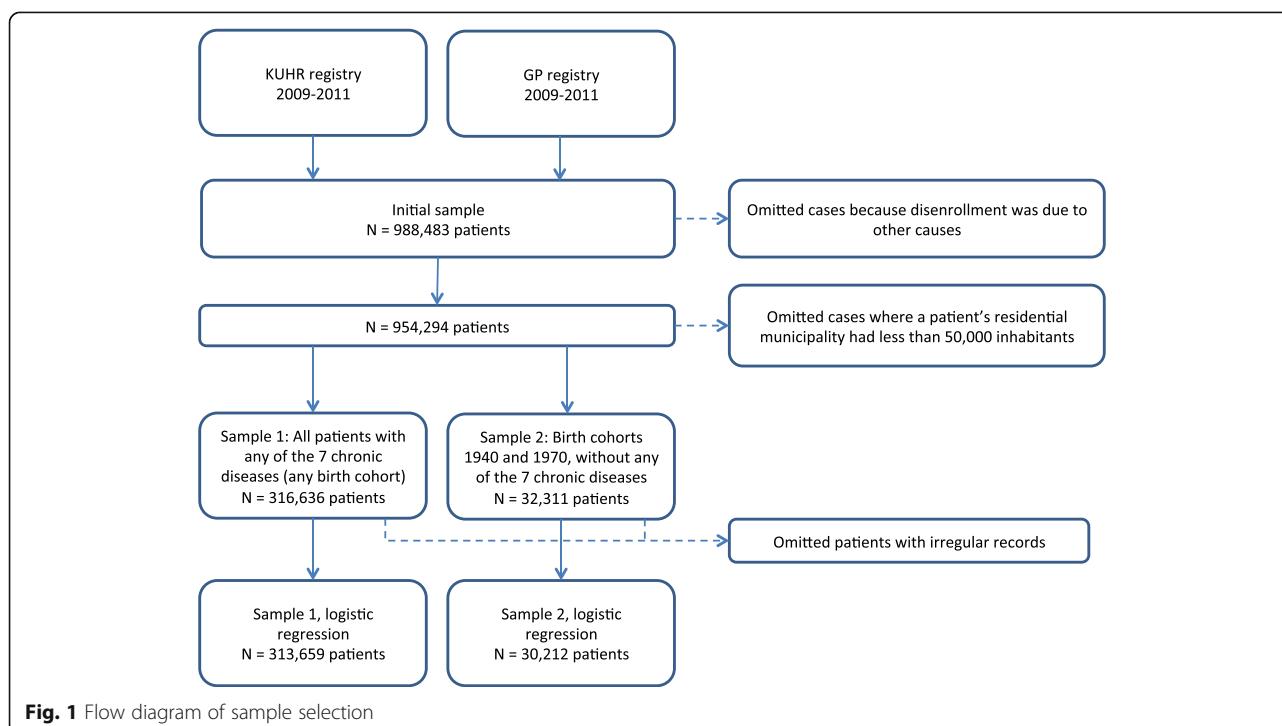 KUHR registry
2009-2011
GP registry
2009-2011
Initial sample
N = 988,483 patients
Omitted cases because disenrollment was due to
other causes
N = 954,294 patients
Omitted cases where a patient's residential
municipality had less than 50,000 inhabitants
Sample 1: All patients with
any of the 7 chronic
diseases (any birth cohort)
N = 316,636 patients
Sample 2: Birth cohorts
1940 and 1970, without any
of the 7 chronic diseases
N = 32,311 patients
Omitted patients with irregular records
Sample 1, logistic
regression
N = 313,659 patients
Sample 2, logistic
regression
N = 30,212 patients
Fig. 1 Flow diagram of sample selection